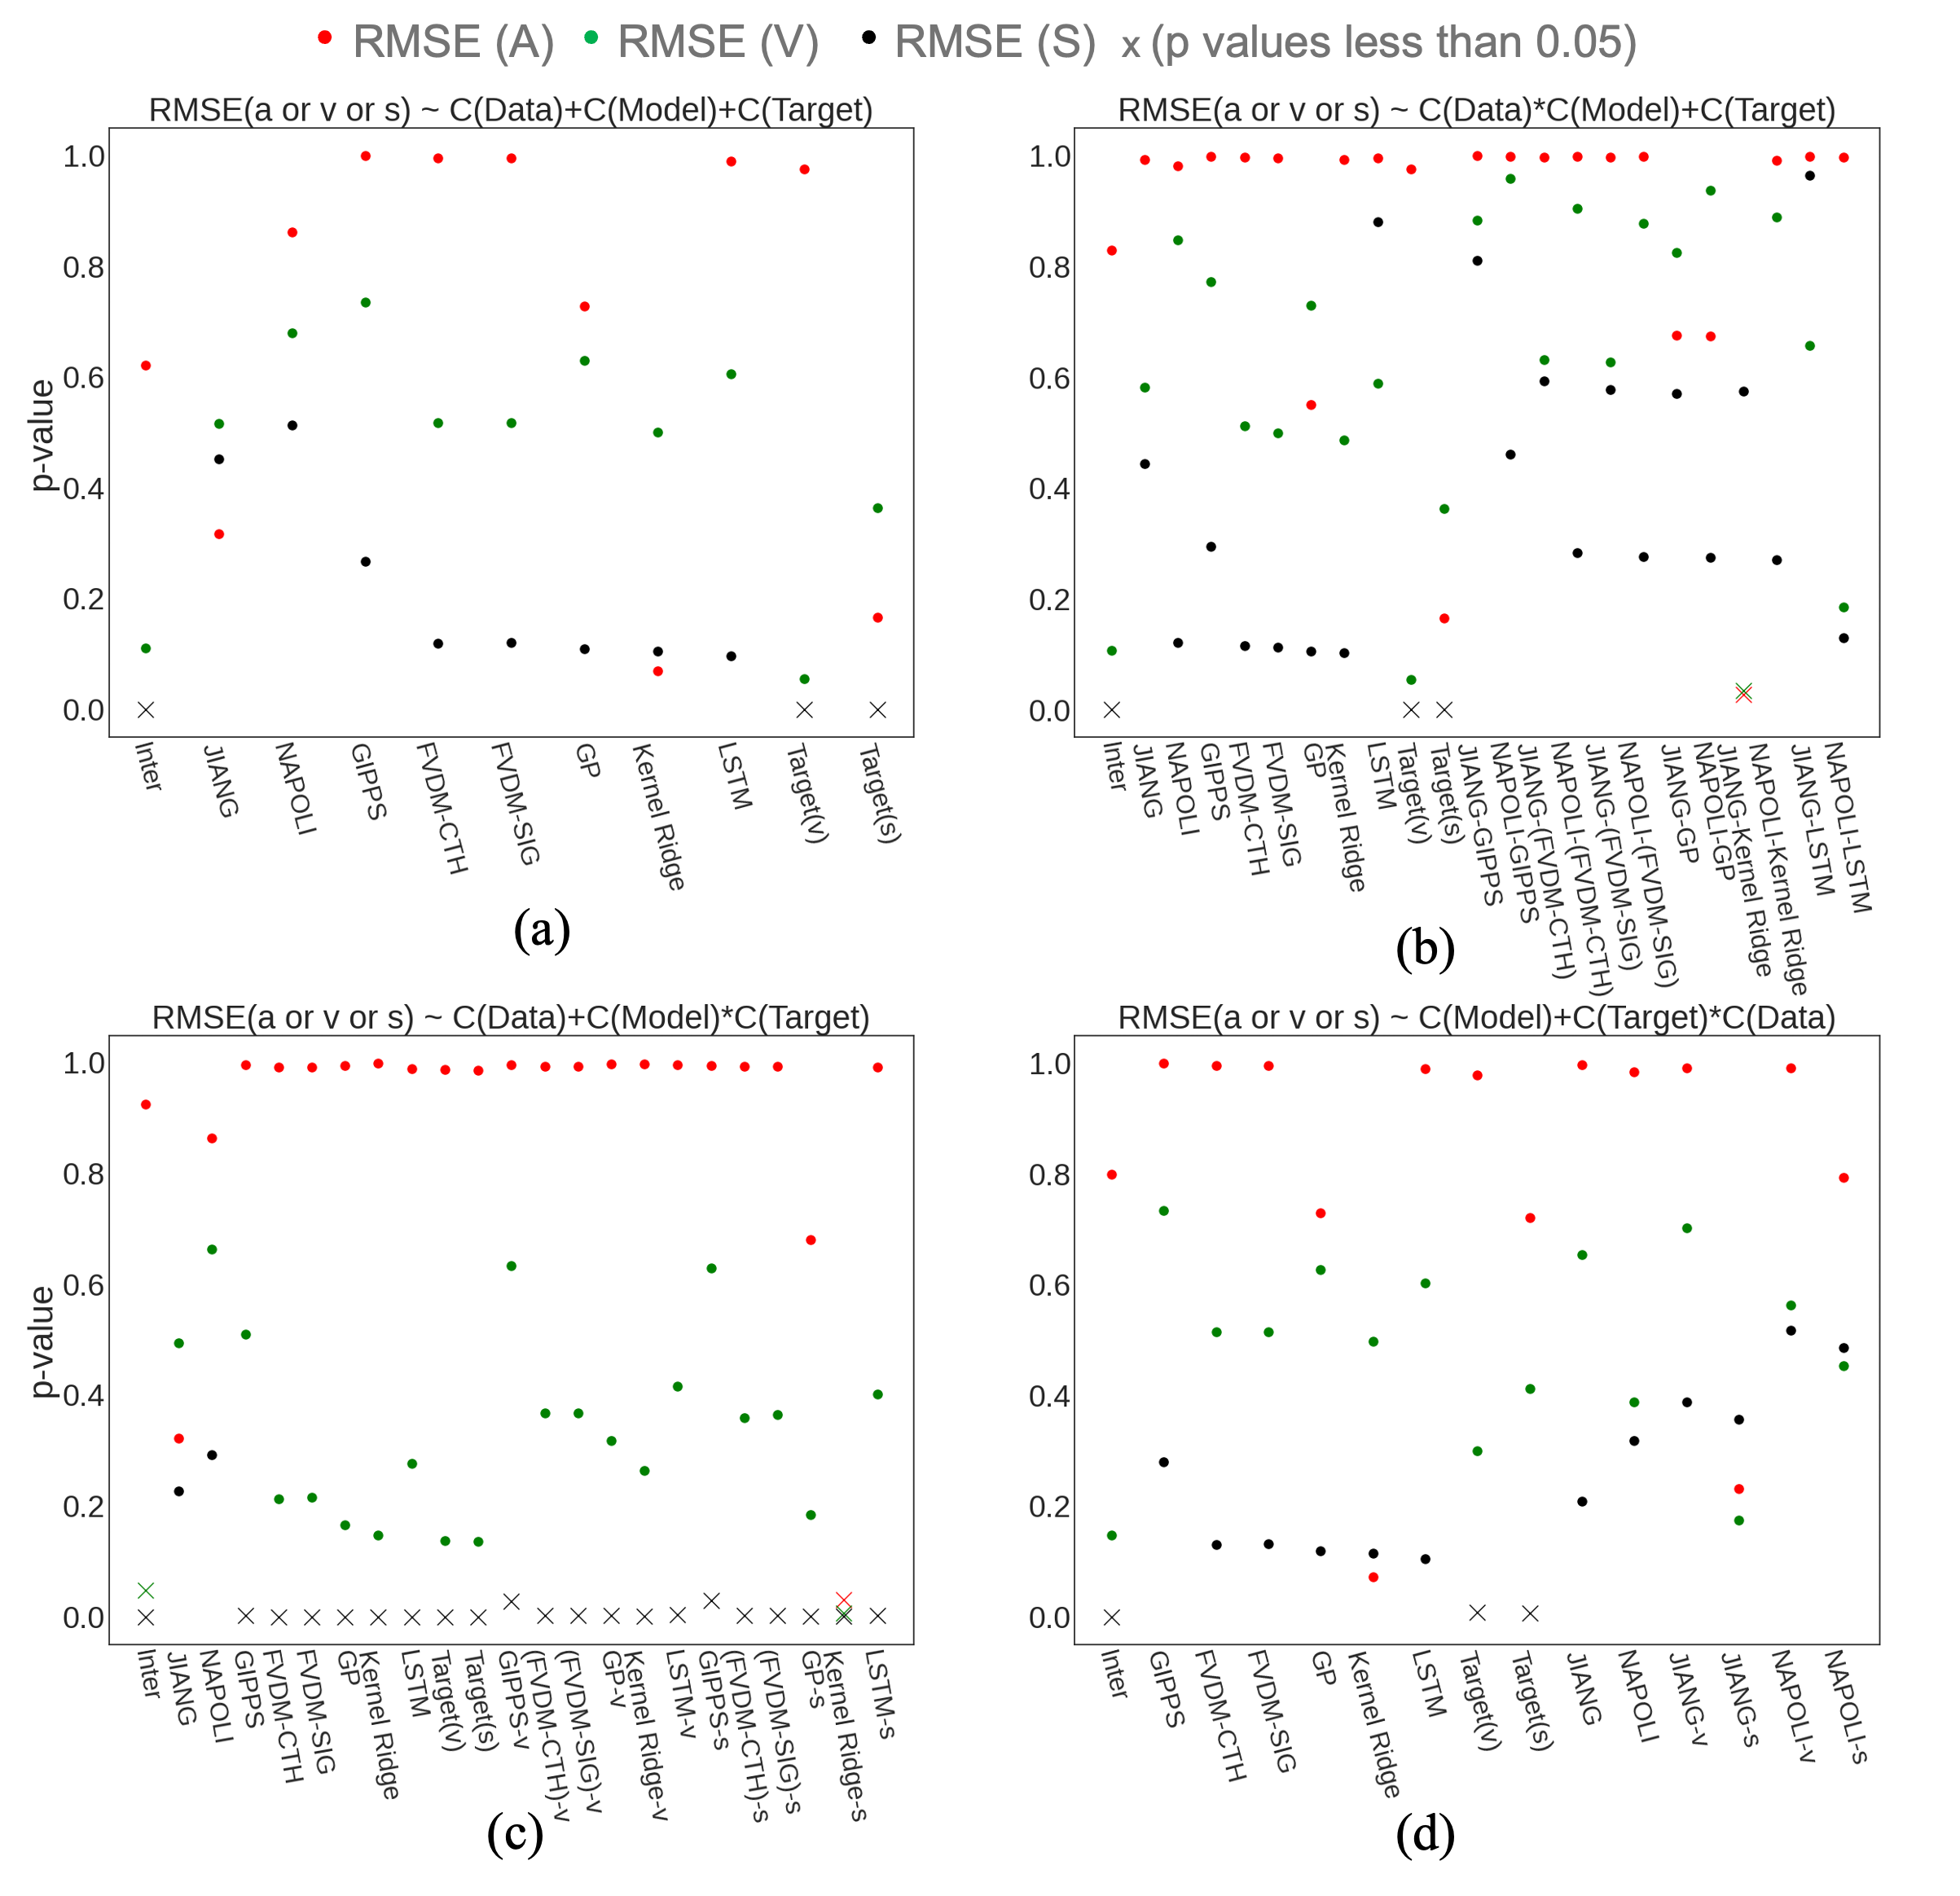 RMSE (A) RMSE (V) RMSE (S) x (p values less than 0.05)
RMSE(a or v or s) ~ C(Data)+C(Model)+C(Target)
p-value
1.0
0.8
0.6
0.4
0.2
0.0
Inter
JIANG
NAPOLI
GIPPS
FVDM-CTH
FVDM-SIG
GP
Kernel Ridge
LSTM
Target(v)
Target(s)
(a)
RMSE(a or v or s) ~ C(Data)*C(Model)+C(Target)
1.0
0.8
0.6
0.4
0.2
0.0
Inter
JIANG
NAPOLI
GIPPS
FVDM-CTH
FVDM-SIG
GP
Kernel Ridge
LSTM
Target(v)
Target(s)
JIANG-GIPPS
NAPOLI-GIPPS
JIANG-(FVDM-CTH)
NAPOLI-(FVDM-CTH)
JIANG-(FVDM-SIG)
NAPOLI-(FVDM-SIG)
JIANG-GP
NAPOLI-GP
JIANG-Kernel Ridge
NAPOLI-Kernel Ridge
JIANG-LSTM
NAPOLI-LSTM
(b)
RMSE(a or v or s) ~ C(Data)+C(Model)*C(Target)
p-value
1.0
0.8
0.6
0.4
0.2
0.0
Inter
JIANG
NAPOLI
GIPPS
FVDM-CTH
FVDM-SIG
GP
Kernel Ridge
LSTM
Target(v)
Target(s)
GIPPS-v
(FVDM-CTH)-v
(FVDM-SIG)-v
GP-v
Kernel Ridge-v
LSTM-v
GIPPS-s
(FVDM-CTH)-s
(FVDM-SIG)-s
GP-s
Kernel Ridge-s
LSTM-s
(c)
RMSE(a or v or s) ~ C(Model)+C(Target)*C(Data)
1.0
0.8
0.6
0.4
0.2
0.0
Inter
GIPPS
FVDM-CTH
FVDM-SIG
GP
Kernel Ridge
LSTM
Target(v)
Target(s)
JIANG
NAPOLI
JIANG-v
JIANG-s
NAPOLI-v
NAPOLI-s
(d)